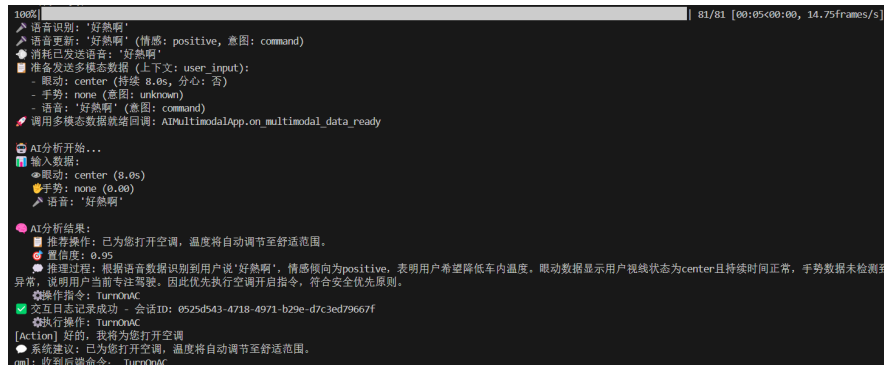 100%| | 81/81 [00:05<00:00, 14.75frames/s]
🎤 语音识别: '好熱啊'
🎤 语音更新: '好熱啊' (情感: positive, 意图: command)
💨 消耗已发送语音: '好熱啊'
📋 准备发送多模态数据 (上下文: user_input):
- 眼动: center (持续 8.0s, 分心: 否)
- 手势: none (意图: unknown)
- 语音: '好熱啊' (意图: command)
🚀 调用多模态数据就绪回调: AIMultimodalApp.on_multimodal_data_ready
🤖 AI分析开始...
📊 输入数据:
👁眼动: center (8.0s)
🖐手势: none (0.00)
🎤 语音: '好熱啊'
🧠 AI分析结果:
📋 推荐操作: 已为您打开空调，温度将自动调节至舒适范围。
🎯 置信度: 0.95
💭 推理过程: 根据语音数据识别到用户说'好熱啊'，情感倾向为positive，表明用户希望降低车内温度。眼动数据显示用户视线状态为center且持续时间正常，手势数据未检测到
异常，说明用户当前专注驾驶。因此优先执行空调开启指令，符合安全优先原则。
⚙操作指令: TurnOnAC
✅ 交互日志记录成功 - 会话ID: 0525d543-4718-4971-b29e-d7c3ed79667f
⚙执行操作: TurnOnAC
[Action] 好的，我将为您打开空调
💬 系统建议: 已为您打开空调，温度将自动调节至舒适范围。
qml: 收到后端命令: TurnOnAC